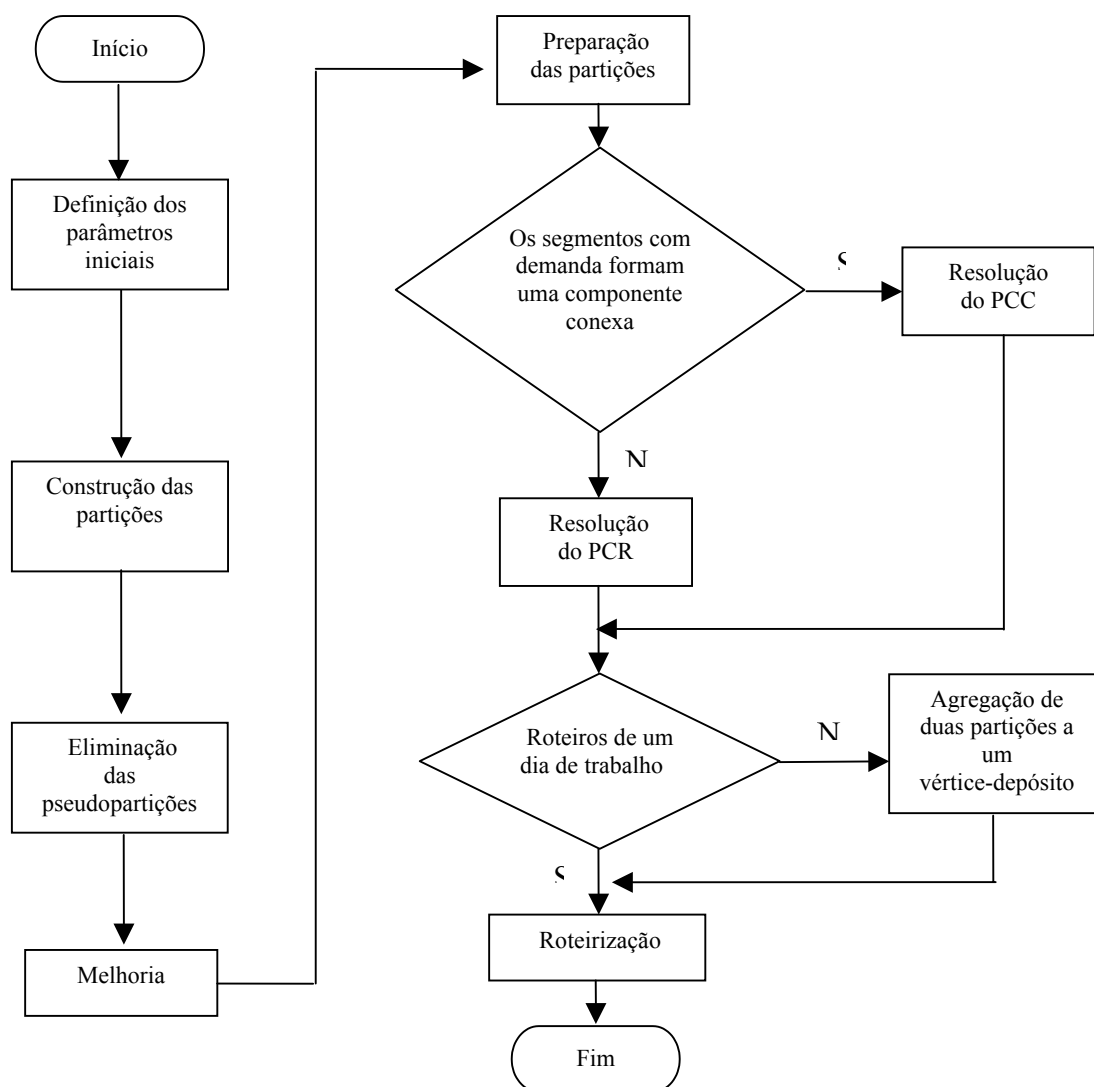 Início
Definição dos
parâmetros
iniciais
Construção das
partições
Eliminação
das
pseudopartições
Melhoria
Preparação
das partições
Os segmentos com
demanda formam
uma componente
conexa
S
Resolução
do PCC
N
Resolução
do PCR
Roteiros de um
dia de trabalho
N
Agregação de
duas partições a
um
vértice-depósito
S
Roteirização
Fim